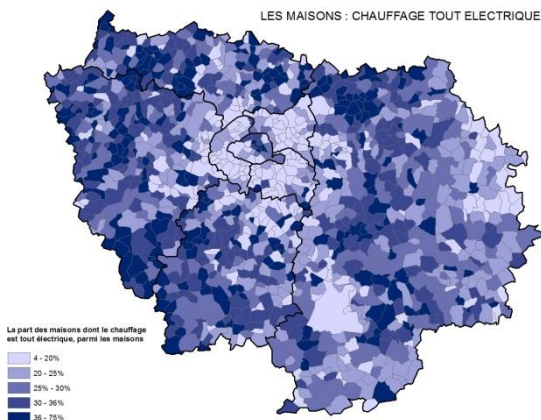 LES MAISONS : CHAUFFAGE TOUT ELECTRIQUE
La part des maisons dont le chauffage
est tout électrique, parmi les maisons
4 - 20%
20 - 25%
25% - 30%
30 - 36%
36 - 75%